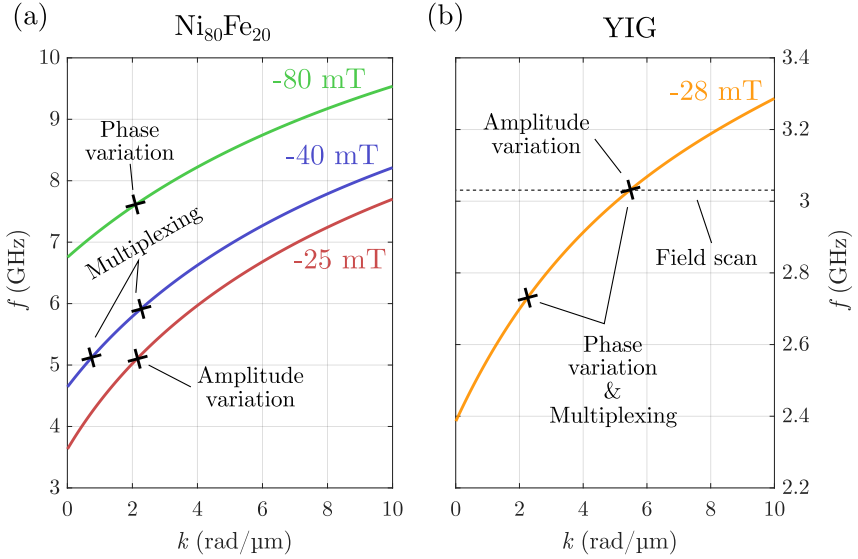 (a)
Ni80Fe20
10
9
8
7
6
5
4
3
f (GHz)
-80 mT
-40 mT
-25 mT
Phase
variation
Multiplexing
Amplitude
variation
0
2
4
6
8
10
k (rad/µm)
(b)
YIG
-28 mT
Amplitude
variation
Field scan
Phase
variation
&
Multiplexing
3.4
3.2
3
2.8
2.6
2.4
2.2
f (GHz)
0
2
4
6
8
10
k (rad/µm)